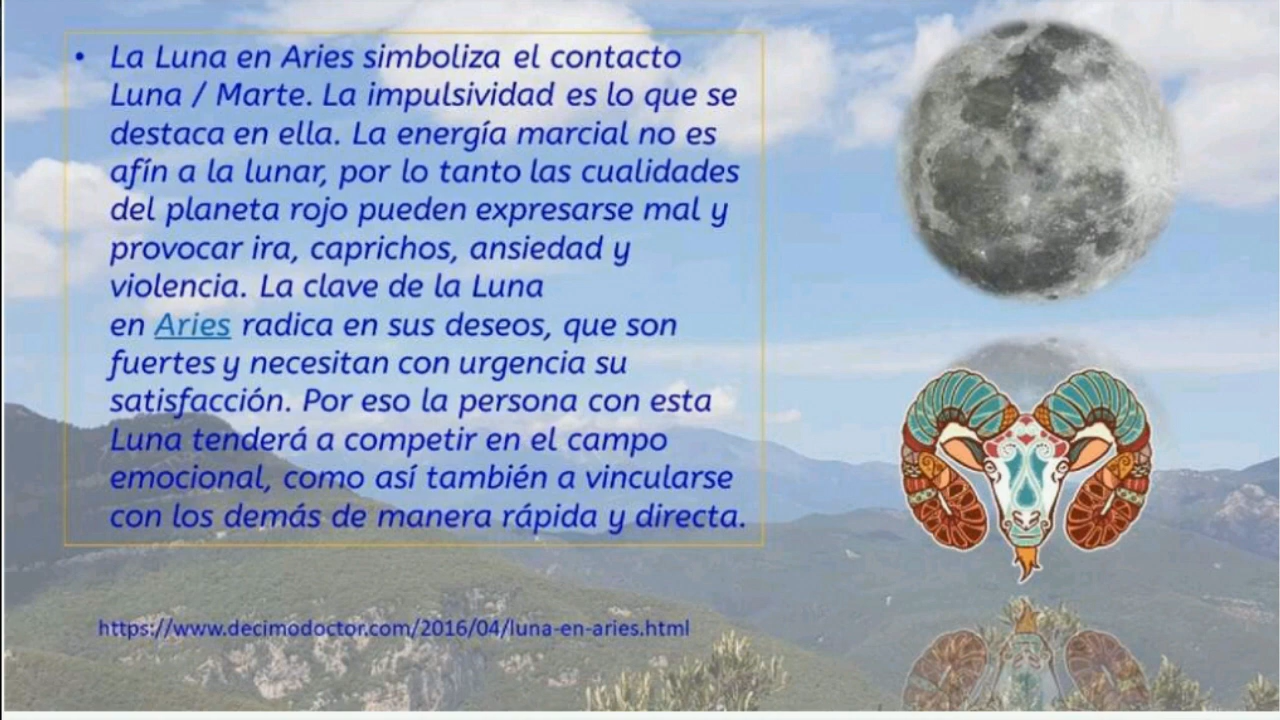 • La Luna en Aries simboliza el contacto
Luna / Marte. La impulsividad es lo que se
destaca en ella. La energía marcial no es
afín a la lunar, por lo tanto las cualidades
del planeta rojo pueden expresarse mal y
provocar ira, caprichos, ansiedad y
violencia. La clave de la Luna
en Aries radica en sus deseos, que son
fuertes y necesitan con urgencia su
satisfacción. Por eso la persona con esta
Luna tenderá a competir en el campo
emocional, como así también a vincularse
con los demás de manera rápida y directa.
https://www.decimodoctor.com/2016/04/luna-en-aries.html